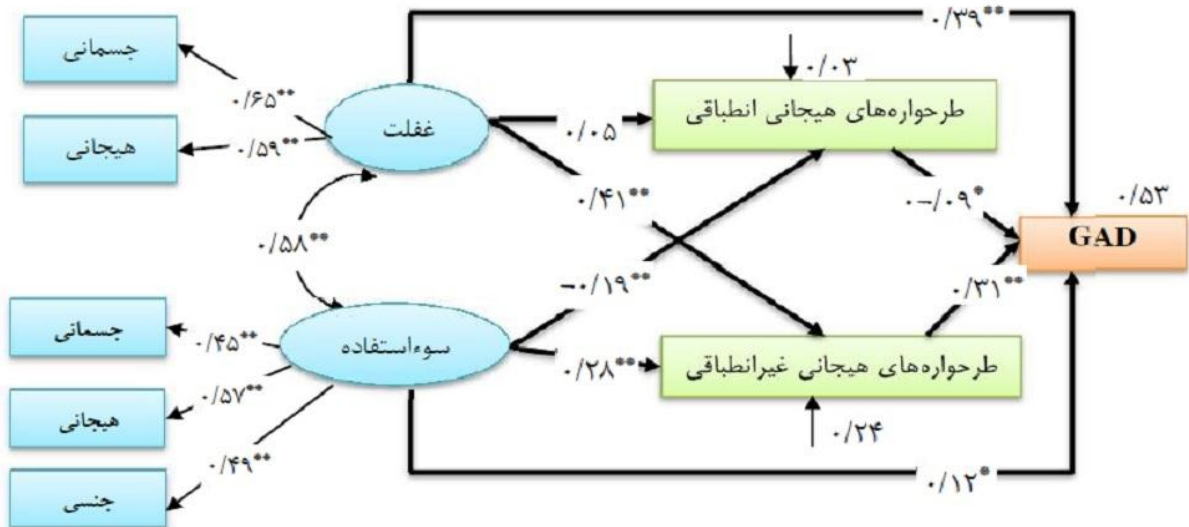 ۰/۳۹**
جسمانی
۰/۰۳
۰/۶۵**
طرحواره‌های هیجانی انطباقی
غفلت
۰/۰۵
هیجانی
۰/۵۹**
۰/۴۱**
۰-/۰۹*
۰/۵۳
GAD
۰/۵۸**
-۰/۱۹**
۰/۳۱**
جسمانی
۰/۴۵**
سوءاستفاده
۰/۲۸**
طرحواره‌های هیجانی غیرانطباقی
هیجانی
۰/۵۷**
۰/۲۴
۰/۴۹**
۰/۱۲*
جنسی